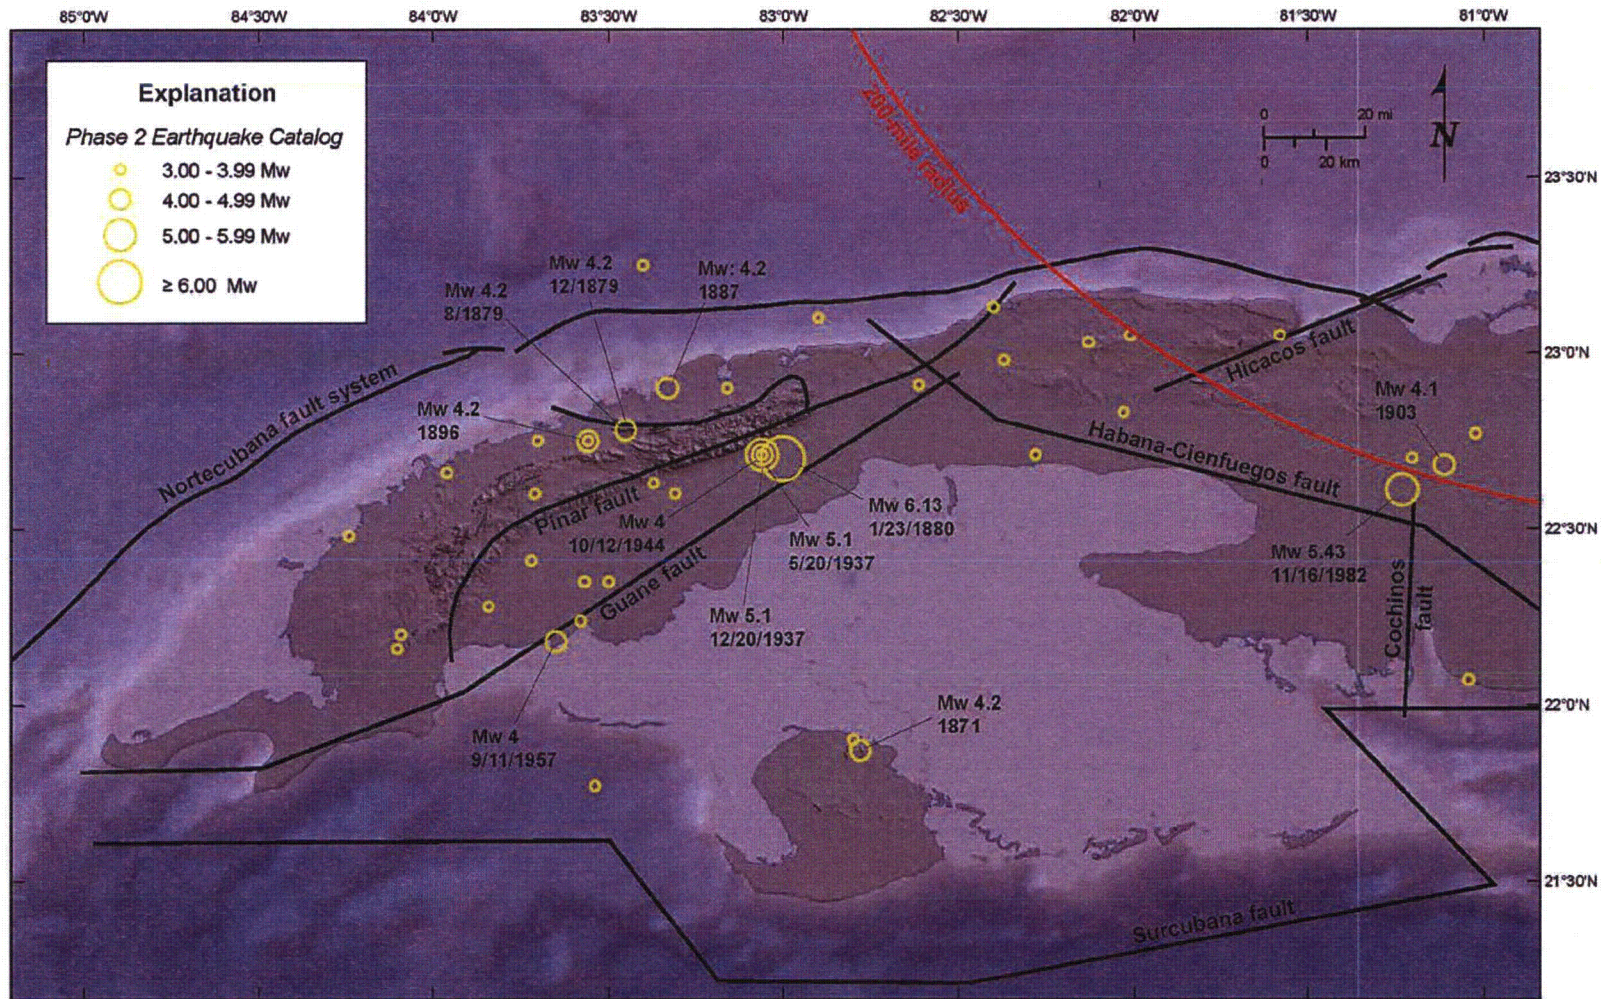 85°0'W
84°30'W
84°0'W
83°30'W
83°0'W
82°30'W
82°0'W
81°30'W
81°0'W
Explanation
Phase 2 Earthquake Catalog
3.00 - 3.99 Mw
4.00 - 4.99 Mw
5.00 - 5.99 Mw
≥ 6.00 Mw
200-mile radius
0
20 mi
0
20 km
N
23°30'N
23°0'N
22°30'N
22°0'N
21°30'N
Mw 4.2
8/1879
Mw 4.2
12/1879
Mw: 4.2
1887
Nortecubana fault system
Mw 4.2
1896
Hicacos fault
Mw 4.1
1903
Habana-Cienfuegos fault
Pinar fault
Mw 4
10/12/1944
Mw 6.13
1/23/1880
Mw 5.1
5/20/1937
Guane fault
Mw 5.1
12/20/1937
Mw 5.43
11/16/1982
Cochinos
fault
Mw 4
9/11/1957
Mw 4.2
1871
Surcubana fault